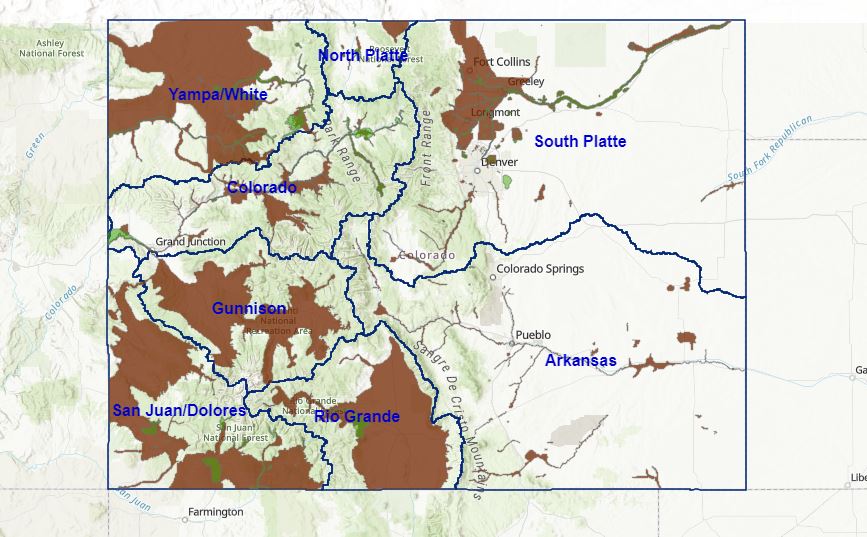 Ashley
National Forest
North Platte
Roosevelt
National Forest
Fort Collins
Greeley
Yampa/White
Longmont
South Platte
South Fork Republican
Green
Park Range
Front Range
Denver
Colorado
Grand Junction
Colorado
Colorado Springs
Colorado
Gunnison
National
Recreation Area
Pueblo
Arkansas
Sangre De Cristo Mountains
San Juan/Dolores
Rio Grande
National
Rio Grande
San Juan
National Forest
San Juan
Farmington
Ga
Libe